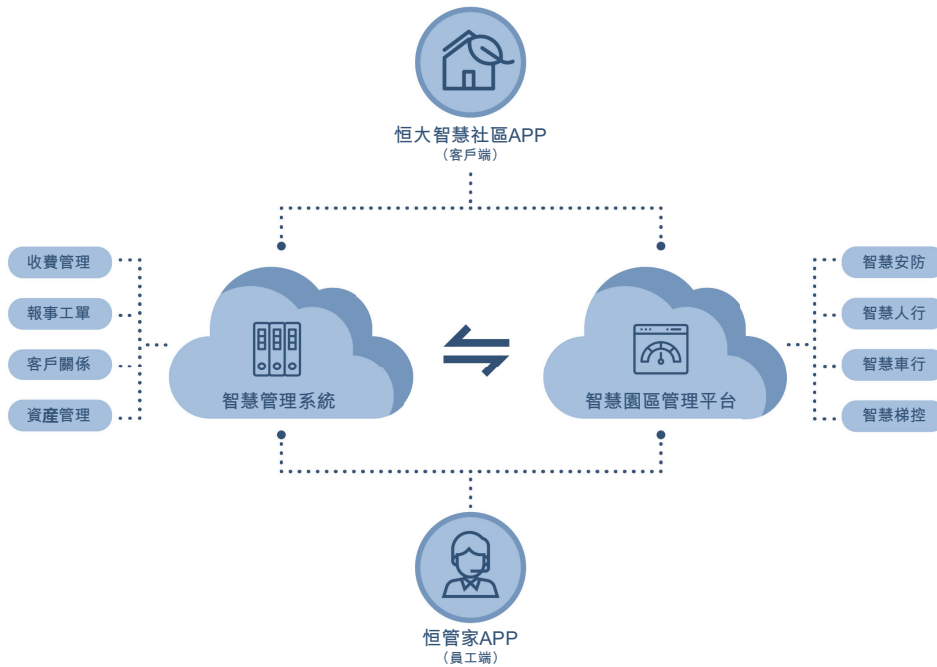 恒大智慧社區APP
（客戶端）
收費管理
報事工單
客戶關係
資產管理
智慧管理系統
智慧園區管理平台
智慧安防
智慧人行
智慧車行
智慧梯控
恒管家APP
（員工端）